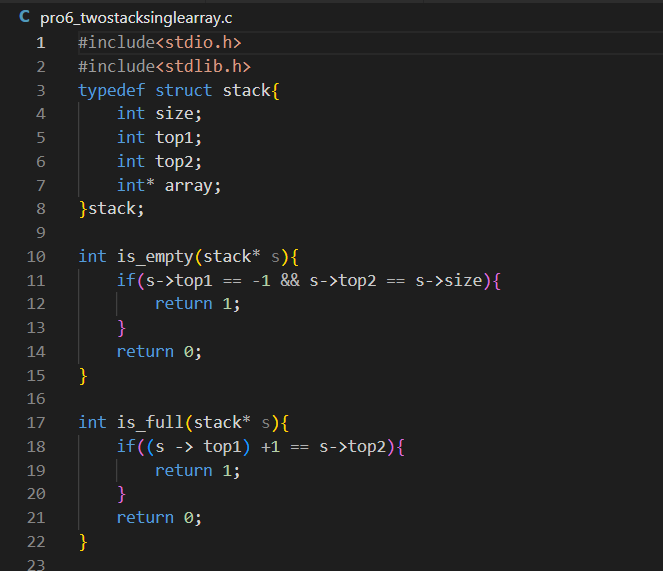 C pro6_twostacksinglearray.c
1 #include<stdio.h>
2 #include<stdlib.h>
3 typedef struct stack{
4     int size;
5     int top1;
6     int top2;
7     int* array;
8 }stack;
9
10 int is_empty(stack* s){
11     if(s->top1 == -1 && s->top2 == s->size){
12         return 1;
13     }
14     return 0;
15 }
16
17 int is_full(stack* s){
18     if((s -> top1) +1 == s->top2){
19         return 1;
20     }
21     return 0;
22 }
23